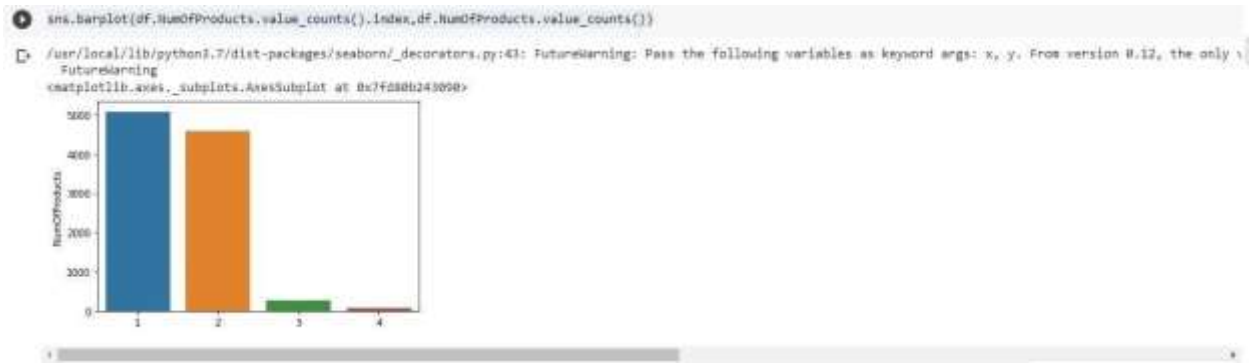 sns.barplot(df.NumOfProducts.value_counts().index,df.NumOfProducts.value_counts())
/usr/local/lib/python3.7/dist-packages/seaborn/_decorators.py:43: FutureWarning: Pass the following variables as keyword args: x, y. From version 0.12, the only
FutureWarning
<matplotlib.axes._subplots.AxesSubplot at
5000
4000
3000
2000
1000
0
NumOfProducts
1 2 3 4